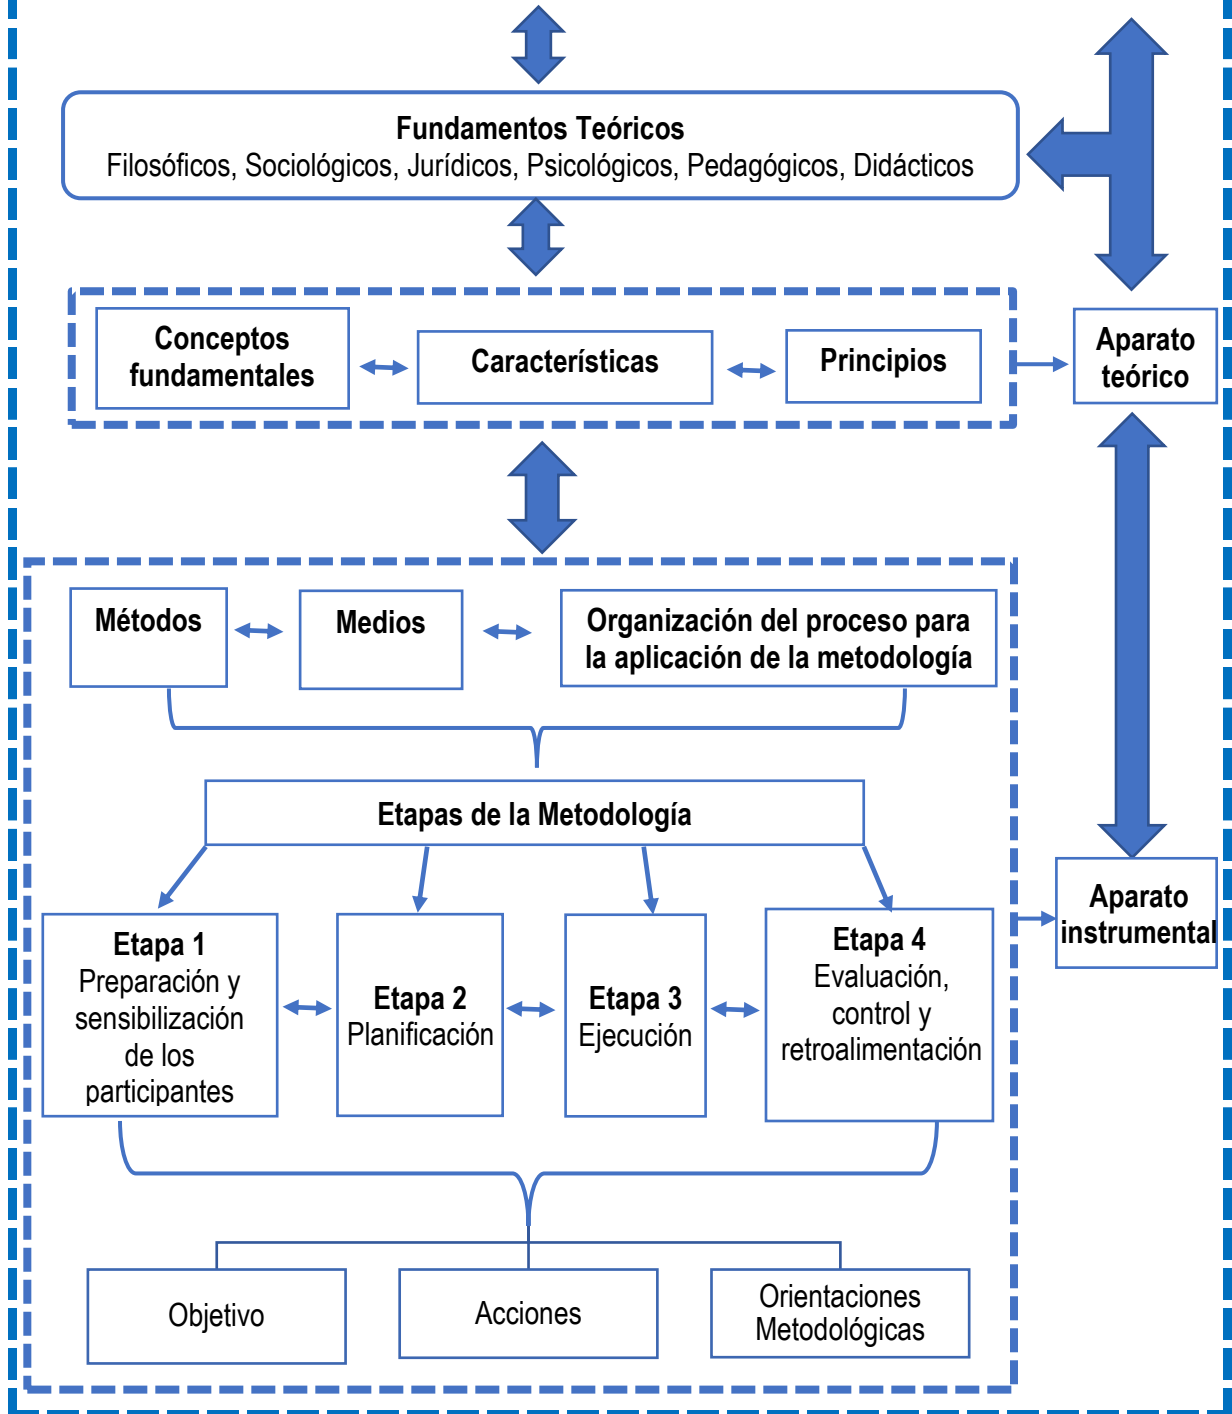 Fundamentos Teóricos
Filosóficos, Sociológicos, Jurídicos, Psicológicos, Pedagógicos, Didácticos
Conceptos
fundamentales
Características
Principios
Aparato
teórico
Métodos
Medios
Organización del proceso para
la aplicación de la metodología
Etapas de la Metodología
Etapa 1
Preparación y
sensibilización
de los
participantes
Etapa 2
Planificación
Etapa 3
Ejecución
Etapa 4
Evaluación,
control y
retroalimentación
Aparato
instrumental
Objetivo
Acciones
Orientaciones
Metodológicas